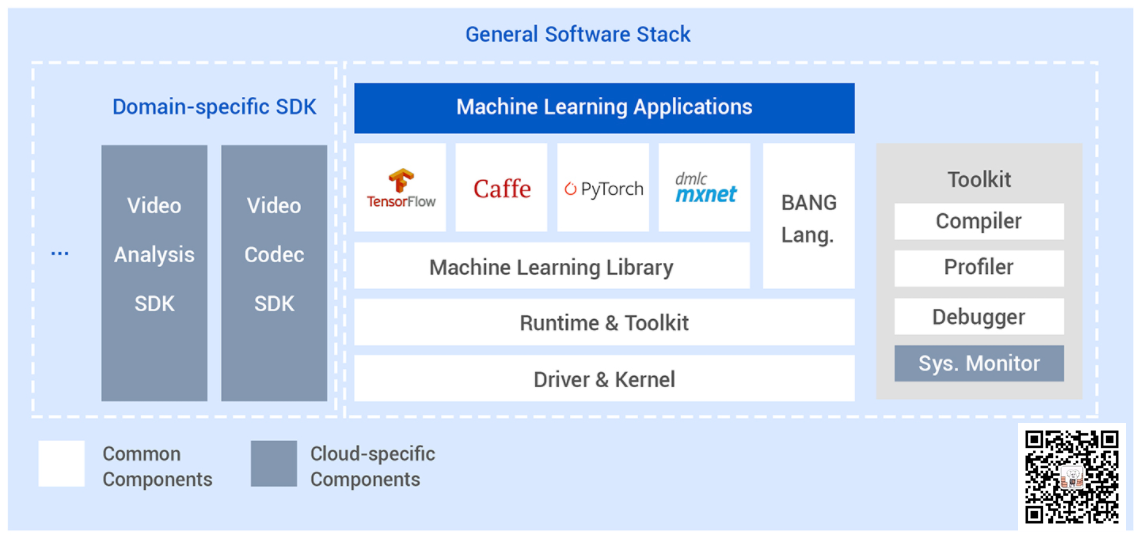 General Software Stack
Domain-specific SDK
Video
Analysis
SDK
Video
Codec
SDK
...
Machine Learning Applications
TensorFlow
Caffe
PyTorch
dmlc
mxnet
BANG
Lang.
Machine Learning Library
Runtime & Toolkit
Driver & Kernel
Toolkit
Compiler
Profiler
Debugger
Sys. Monitor
Common
Components
Cloud-specific
Components